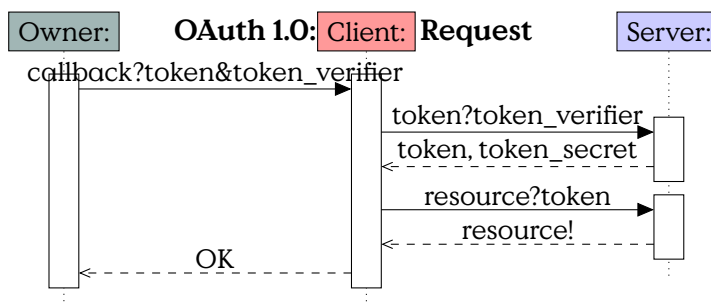 Owner: OAuth 1.0: Client: Request Server:
callback?token&token_verifier
token?token_verifier
token, token_secret
resource?token
resource!
OK